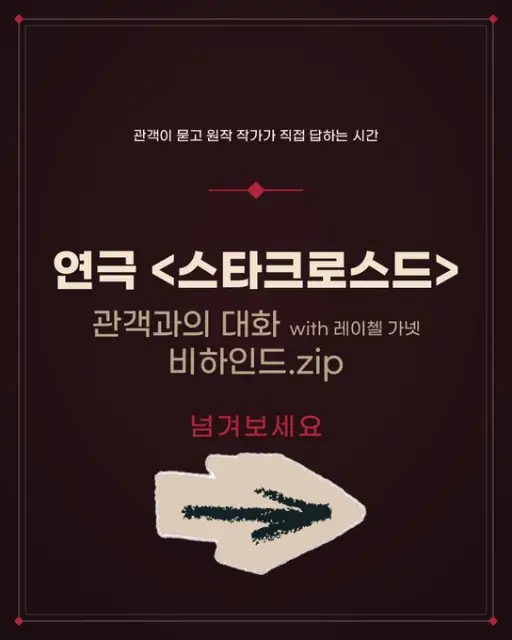 관객이 묻고 원작 작가가 직접 답하는 시간
연극 <스타크로스드>
관객과의 대화 with 레이첼 가넷
비하인드.zip
넘겨보세요